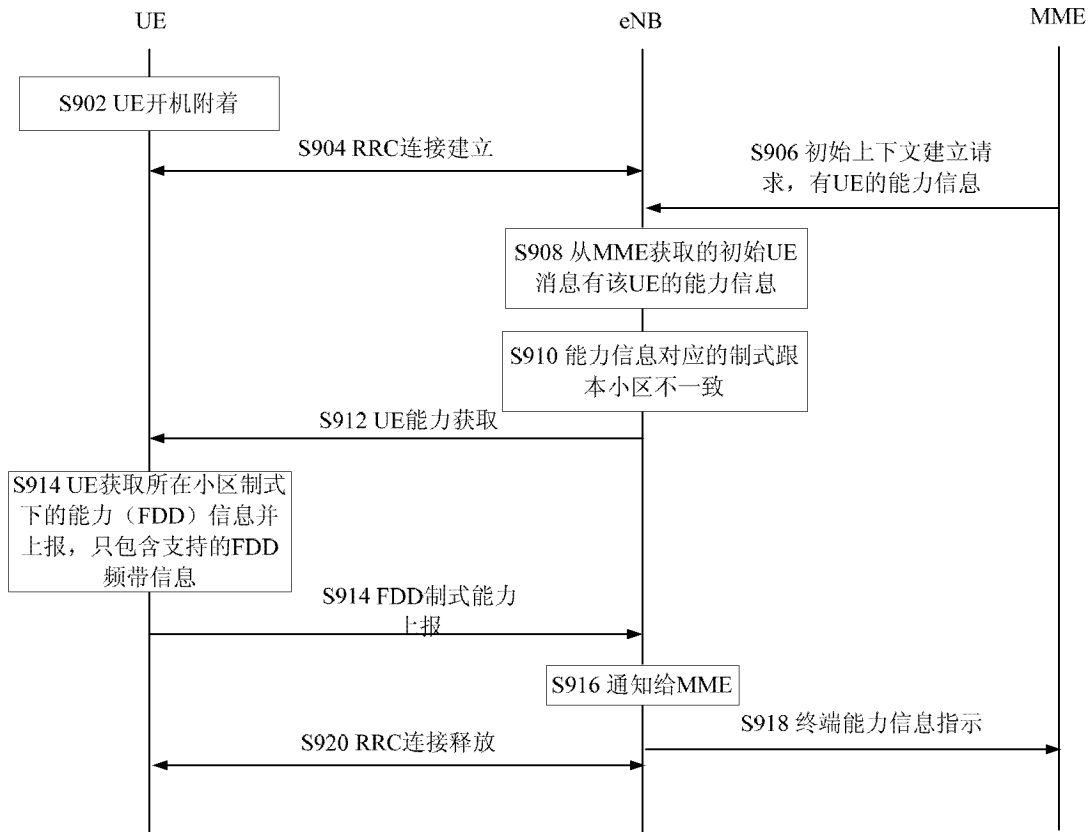 UE
eNB
MME
S902 UE开机附着
S904 RRC连接建立
S906 初始上下文建立请
求，有UE的能力信息
S908 从MME获取的初始UE
消息有该UE的能力信息
S910 能力信息对应的制式跟
本小区不一致
S912 UE能力获取
S914 UE获取所在小区制式
下的能力（FDD）信息并
上报，只包含支持的FDD
频带信息
S914 FDD制式能力
上报
S916 通知给MME
S918 终端能力信息指示
S920 RRC连接释放